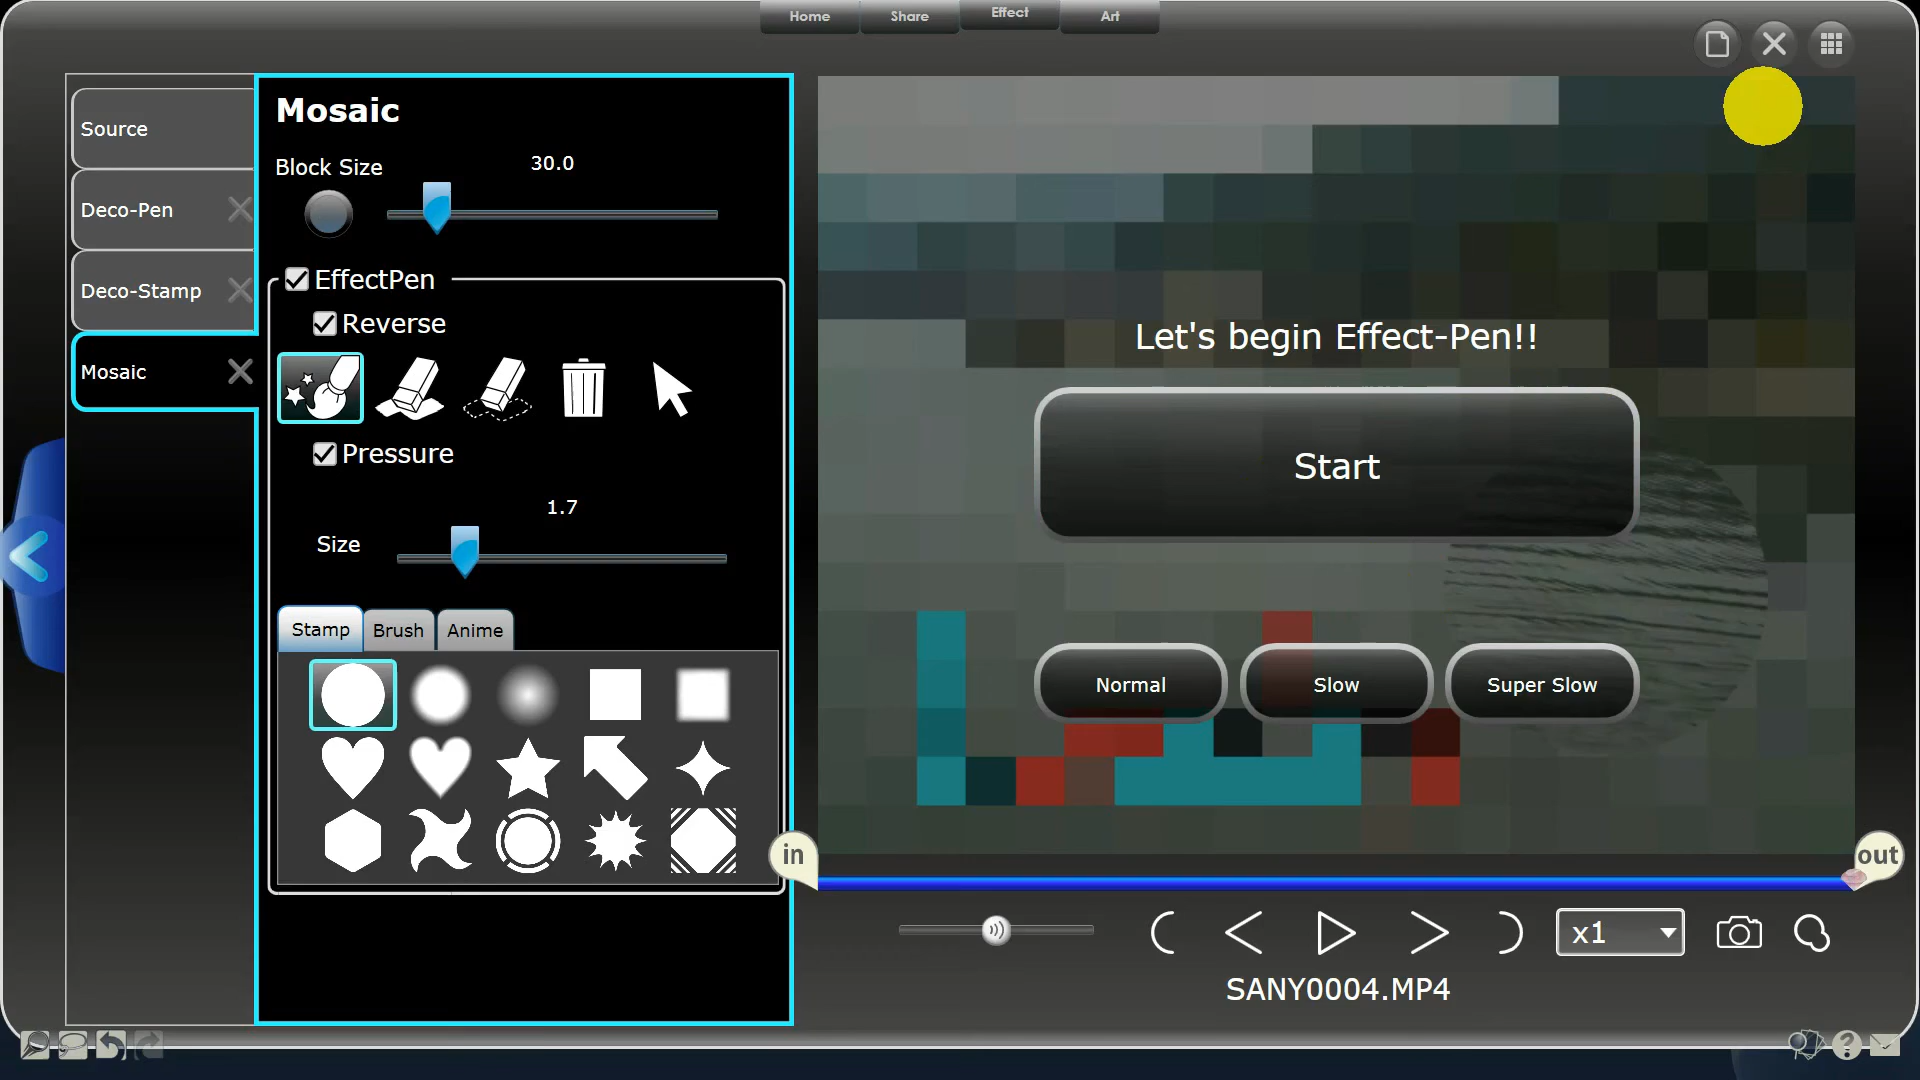 Home
Share
Effect
Art
Source
Deco-Pen
Deco-Stamp
Mosaic
Mosaic
Block Size
30.0
EffectPen
Reverse
Pressure
1.7
Size
Stamp
Brush
Anime
Let's begin Effect-Pen!!
Start
Normal
Slow
Super Slow
in
out
x1
SANY0004.MP4